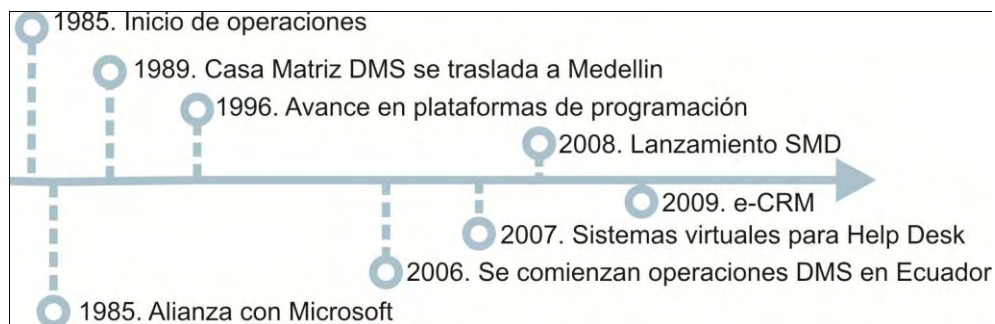 1985. Inicio de operaciones
1989. Casa Matriz DMS se traslada a Medellin
1996. Avance en plataformas de programación
2008. Lanzamiento SMD
2009. e-CRM
2007. Sistemas virtuales para Help Desk
2006. Se comienzan operaciones DMS en Ecuador
1985. Alianza con Microsoft